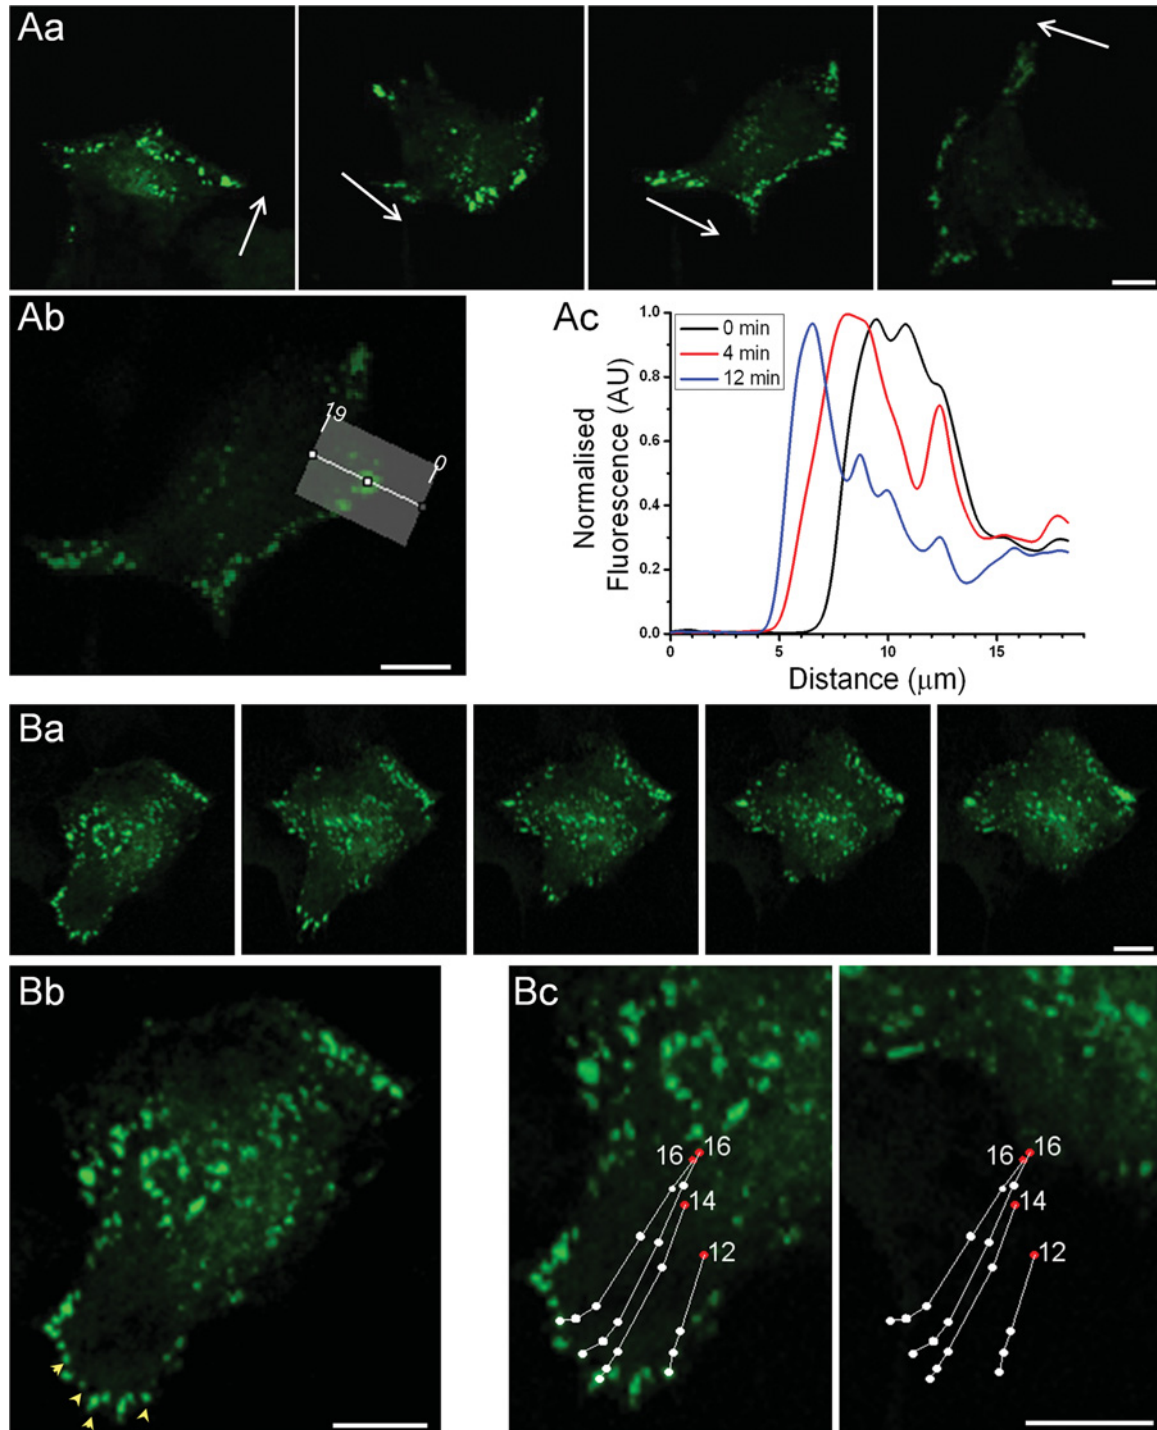 Aa
Ab
19
0
Ac
Normalised
Fluorescence (AU)
1.0
0.8
0.6
0.4
0.2
0.0
0 min
4 min
12 min
0
5
10
15
Distance (μm)
Ba
Bb
Bc
16
16
14
12
16
16
14
12